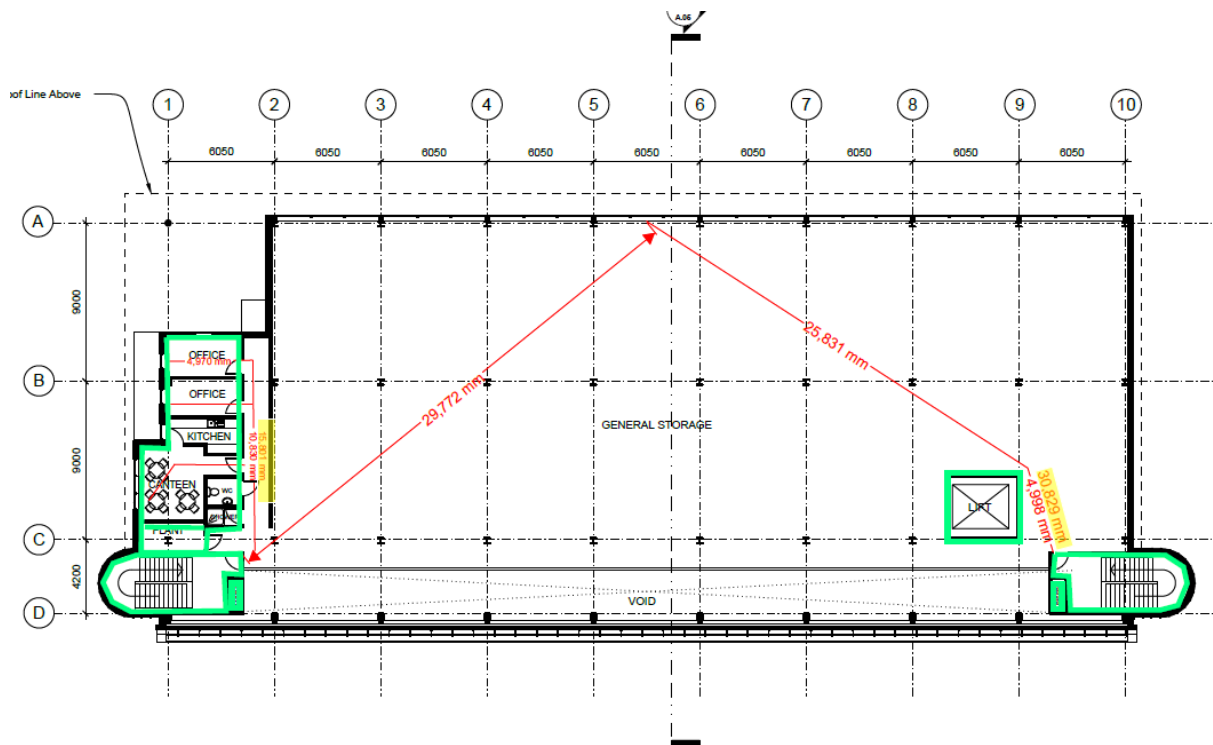 A.06
of Line Above
1 2 3 4 5 6 7 8 9 10
6050 6050 6050 6050 6050 6050 6050 6050 6050
A
9000
B
9000
C
4200
D
OFFICE
4,970 mm
OFFICE
KITCHEN
15,801 mm
10,830 mm
CANTEEN
WC
PLANT
29,772 mm
25,831 mm
GENERAL STORAGE
LIFT
30,829 mm
4,998 mm
VOID